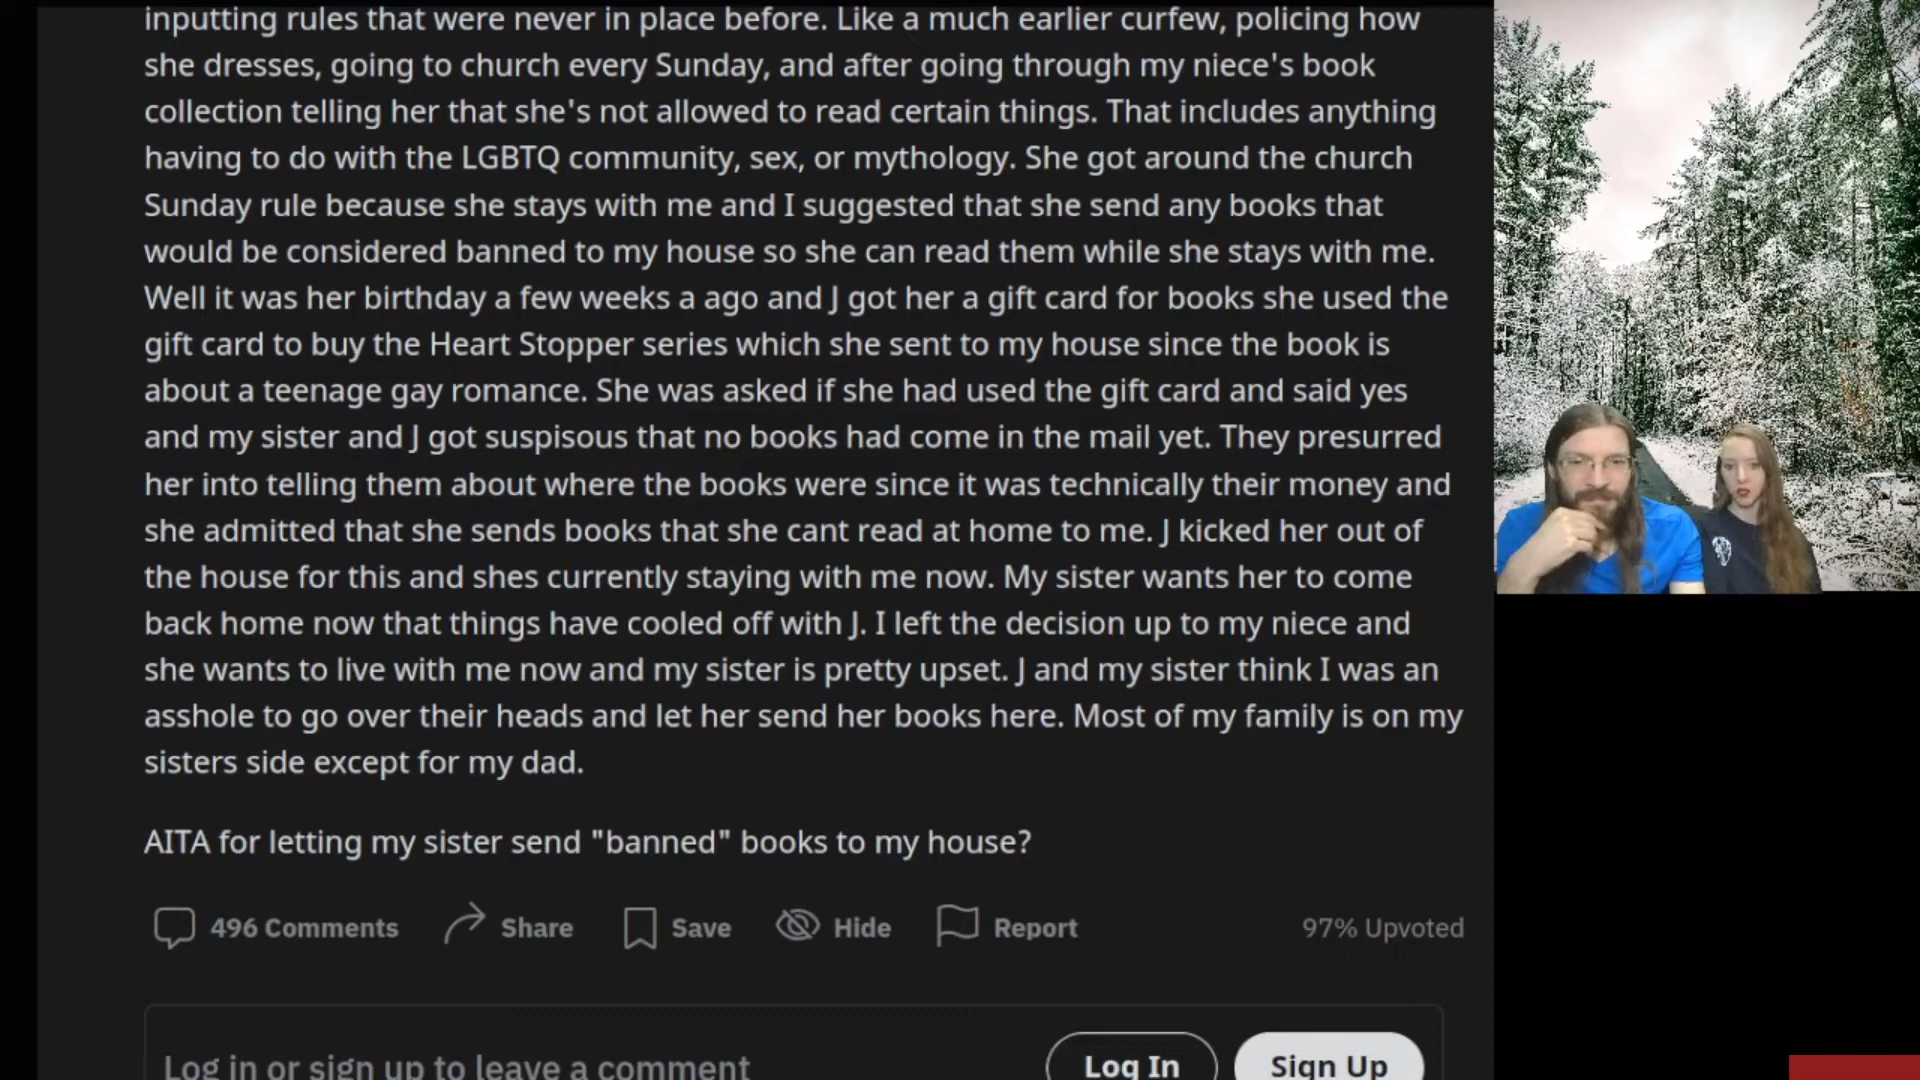 inputting rules that were never in place before. Like a much earlier curfew, policing how
she dresses, going to church every Sunday, and after going through my niece's book
collection telling her that she's not allowed to read certain things. That includes anything
having to do with the LGBTQ community, sex, or mythology. She got around the church
Sunday rule because she stays with me and I suggested that she send any books that
would be considered banned to my house so she can read them while she stays with me.
Well it was her birthday a few weeks a ago and J got her a gift card for books she used the
gift card to buy the Heart Stopper series which she sent to my house since the book is
about a teenage gay romance. She was asked if she had used the gift card and said yes
and my sister and J got suspisous that no books had come in the mail yet. They presurred
her into telling them about where the books were since it was technically their money and
she admitted that she sends books that she cant read at home to me. J kicked her out of
the house for this and shes currently staying with me now. My sister wants her to come
back home now that things have cooled off with J. I left the decision up to my niece and
she wants to live with me now and my sister is pretty upset. J and my sister think I was an
asshole to go over their heads and let her send her books here. Most of my family is on my
sisters side except for my dad.
AITA for letting my sister send "banned" books to my house?
496 Comments Share Save Hide Report 97% Upvoted
Log in or sign up to leave a comment Log In Sign Up